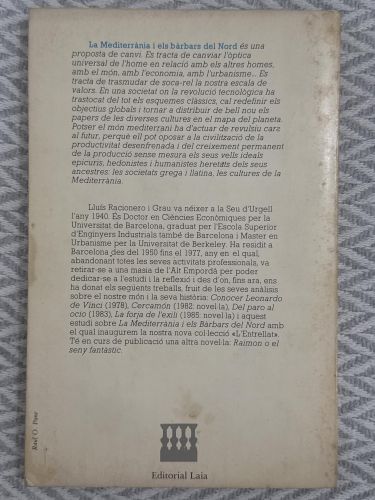 La Mediterrània i els bàrbars del Nord és una
proposta de canvi. Es tracta de canviar l'òptica
universal de l'home en relació amb els altres homes,
amb el món, amb l'economia, amb l'urbanisme... Es
tracta de trasmudar de soca-rel la nostra escala de
valors. En una societat on la revolució tecnològica ha
trastocat del tot els esquemes clàssics, cal redefinir els
objectius globals i tornar a distribuir de bell nou els
papers de les diverses cultures en el mapa del planeta.
Potser el món mediterrani ha d'actuar de revulsiu carz
al futur, perquè ell pot oposar a la civilització de la
productivitat desenfrenada i del creixement permanent
de la producció sense mesura els seus vells ideals
epicuris, hedonistes i humanistes heretats dels seus
ancestres: les societats grega i llatina, les cultures de la
Mediterrània.
Lluís Racionero i Grau va néixer a la Seu d'Urgell
l'any 1940. És Doctor en Ciències Econòmiques per la
Universitat de Barcelona, graduat per l'Escola Superior
d'Enginyers Industrials també de Barcelona i Master en
Urbanisme per la Universitat de Berkeley. Ha residit a
Barcelona des del 1950 fins el 1977, any en el qual,
abandonant totes les seves activitats professionals, va
retirar-se a una masia de l'Alt Empordà per poder
dedicar-se a l'estudi i la reflexió i des d'on, fins ara, ens
ha donat els següents treballs, fruit de les seves anàlisis
sobre el nostre món i la seva història: Conocer Leonardo
de Vinci (1978), Cercamón (1982: novel·la), Del paro al
ocio (1983), La forja de l'exili (1985: novel·la) i aquest
estudi sobre La Mediterrània i els Bàrbars del Nord amb
el qual inaugurem la nostra nova col·lecció «L'Entrellat».
Té en curs de publicació una altra novel·la: Raimon o el
seny fantàstic.
Raúl O. Pane
Editorial Laia